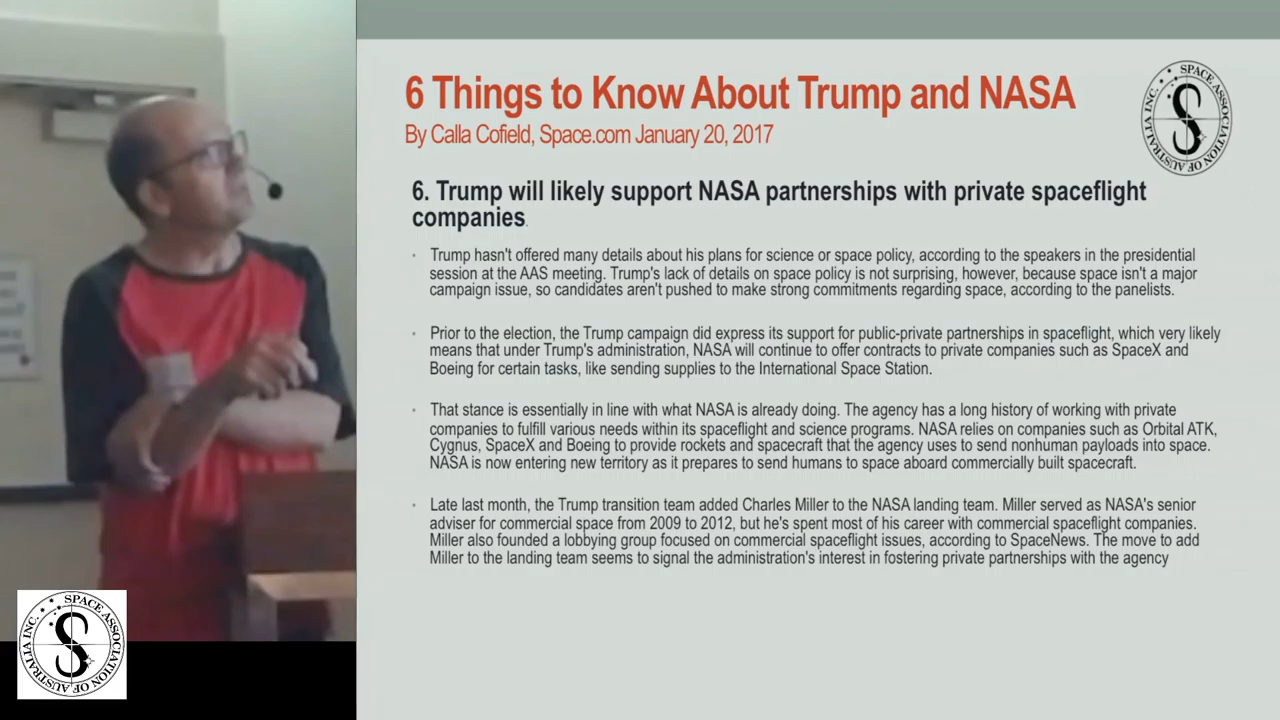 6 Things to Know About Trump and NASA
By Calla Cofield, Space.com January 20, 2017
SPACE ASSOCIATION OF AUSTRALIA INC.
S
6. Trump will likely support NASA partnerships with private spaceflight
companies.
Trump hasn't offered many details about his plans for science or space policy, according to the speakers in the presidential
session at the AAS meeting. Trump's lack of details on space policy is not surprising, however, because space isn't a major
campaign issue, so candidates aren't pushed to make strong commitments regarding space, according to the panelists.
Prior to the election, the Trump campaign did express its support for public-private partnerships in spaceflight, which very likely
means that under Trump's administration, NASA will continue to offer contracts to private companies such as SpaceX and
Boeing for certain tasks, like sending supplies to the International Space Station.
That stance is essentially in line with what NASA is already doing. The agency has a long history of working with private
companies to fulfill various needs within its spaceflight and science programs. NASA relies on companies such as Orbital ATK,
Cygnus, SpaceX and Boeing to provide rockets and spacecraft that the agency uses to send nonhuman payloads into space.
NASA is now entering new territory as it prepares to send humans to space aboard commercially built spacecraft.
Late last month, the Trump transition team added Charles Miller to the NASA landing team. Miller served as NASA's senior
adviser for commercial space from 2009 to 2012, but he's spent most of his career with commercial spaceflight companies.
Miller also founded a lobbying group focused on commercial spaceflight issues, according to SpaceNews. The move to add
Miller to the landing team seems to signal the administration's interest in fostering private partnerships with the agency
SPACE ASSOCIATION OF AUSTRALIA INC.
S